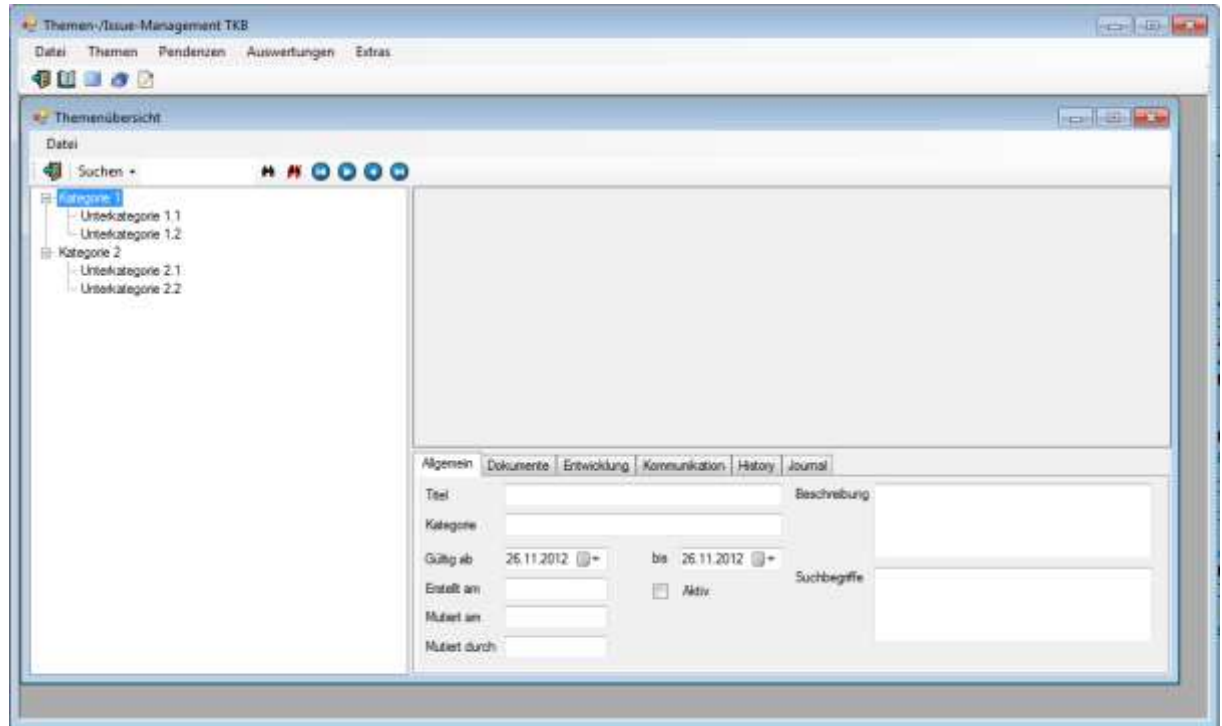 Themen-/Issue-Management TKB
Datei Themen Pendenzen Auswertungen Extras
Themenübersicht
Datei
Suchen
Kategorie 1
Unterkategorie 1.1
Unterkategorie 1.2
Kategorie 2
Unterkategorie 2.1
Unterkategorie 2.2
Allgemein Dokumente Entwicklung Kommunikation History Journal
Titel Beschreibung
Kategorie
Gültig ab 26.11.2012 bis 26.11.2012
Suchbegriffe
Erstellt am Aktiv
Mutiert am
Mutiert durch